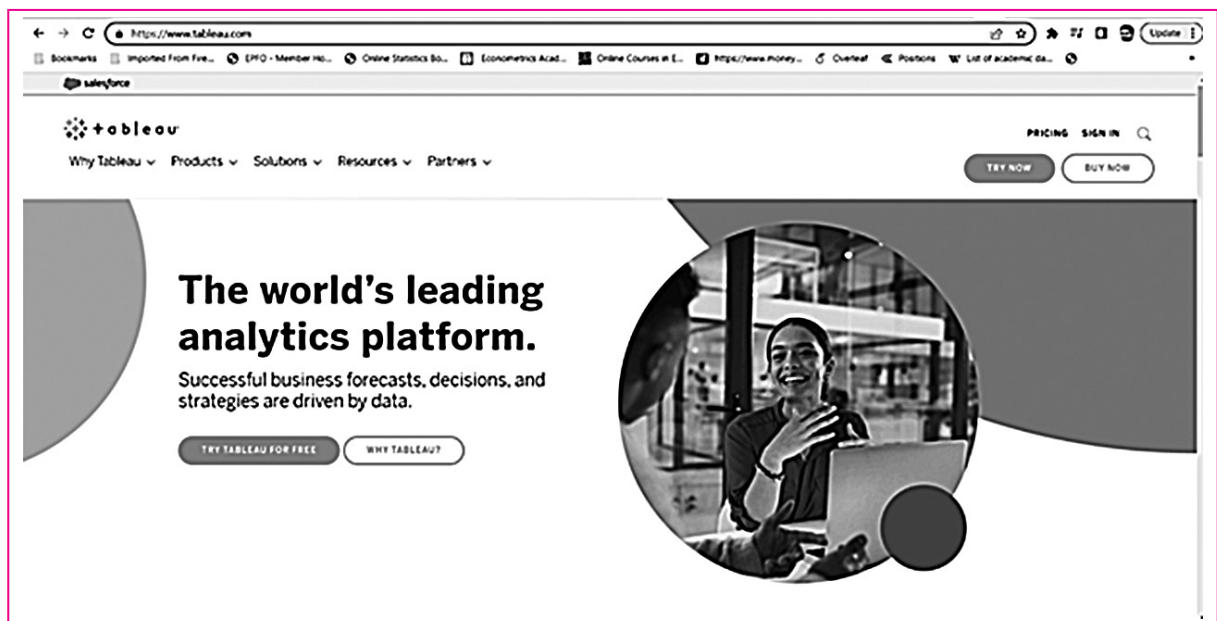 https://www.tableau.com
Update
Bookmarks Imported From Fire... EPFO - Member Ho... Online Statistics Bo... Econometrics Acad... Online Courses in E... https://www.money... Overleaf Positions List of academic da...
salesforce
+ableau
PRICING SIGN IN
Why Tableau Products Solutions Resources Partners
TRY NOW BUY NOW
The world's leading
analytics platform.
Successful business forecasts, decisions, and
strategies are driven by data.
TRY TABLEAU FOR FREE WHY TABLEAU?